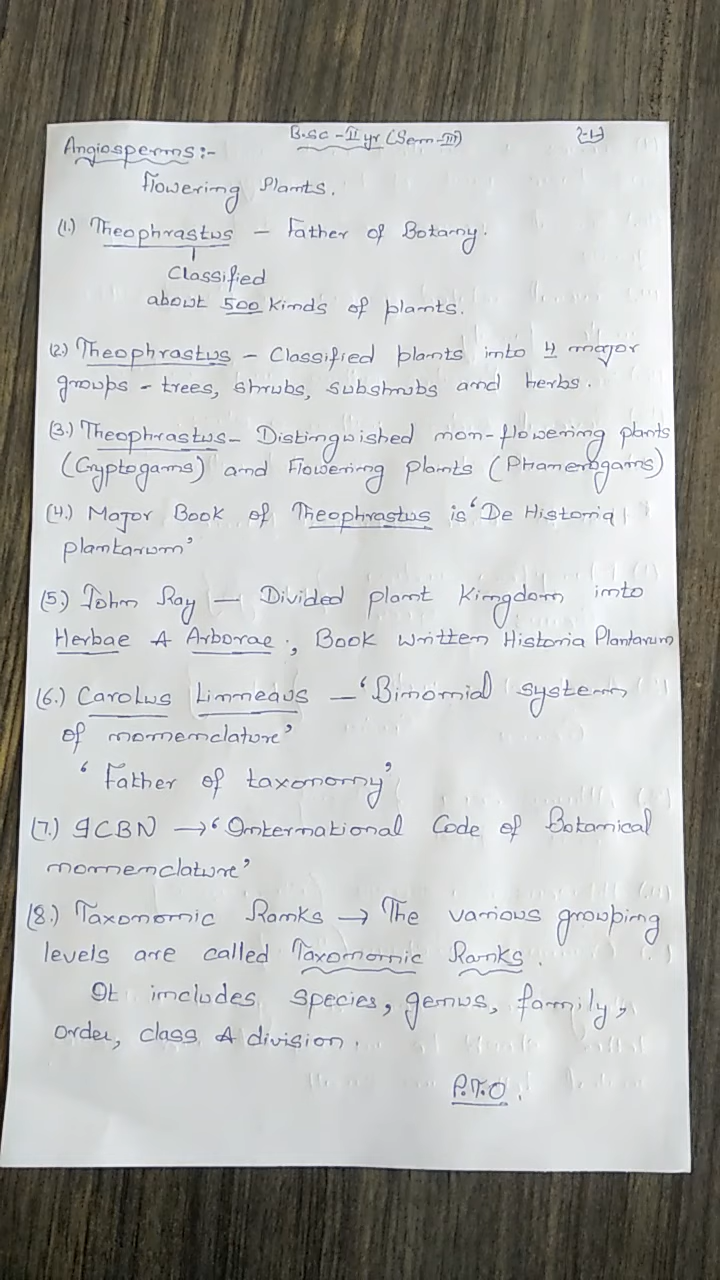 B.sc - II yr (Sem-III)
Angiosperms:-
Flowering Plants.
(1.) Theophrastus - Father of Botany.
Classified
about 500 kinds of plants.
(2.) Theophrastus - Classified plants into 4 major
groups - trees, shrubs, subshrubs and herbs.
(3.) Theophrastus - Distinguished non-flowering plants
(Cryptogams) and Flowering plants (Phanerogams)
(4.) Major Book of Theophrastus is 'De Historia
plantarum'
(5.) John Ray - Divided plant Kingdom into
Herbae & Arborae., Book written Historia Plantarum
(6.) Carolus Linneaus - 'Binomial system
of nomenclature'
'Father of taxonomy'
(7.) ICBN → 'International Code of Botanical
nomenclature'
(8.) Taxonomic Ranks → The various grouping
levels are called Taxonomic Ranks.
It includes species, genus, family,
order, class & division.
P.T.O.